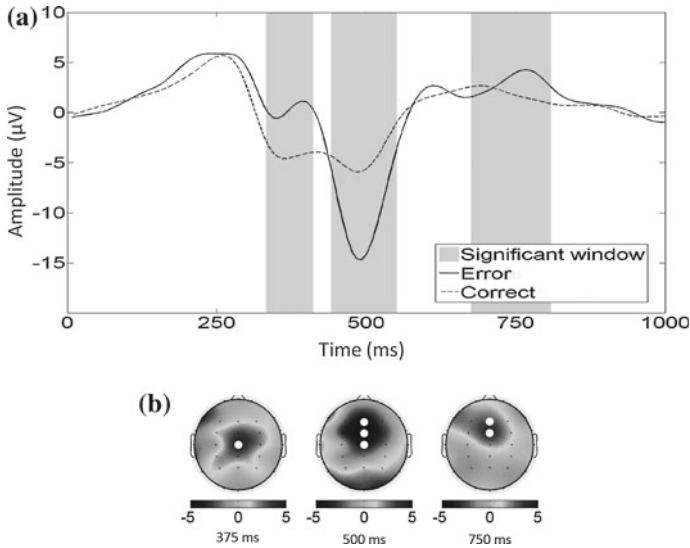 (a)
10
5
0
-5
-10
-15
Amplitude (µV)
Significant window
Error
Correct
0 250 500 750 1000
Time (ms)
(b)
-5 0 5 -5 0 5 -5 0 5
375 ms 500 ms 750 ms